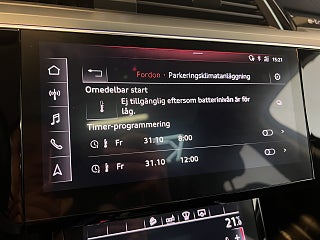 15:21
Fordon · Parkeringsklimatanläggning
Omedelbar start
Ej tillgänglig eftersom batterinivån är för
låg.
Timer-programmering
Fr 31.10 8:00
Fr 31.10 12:00